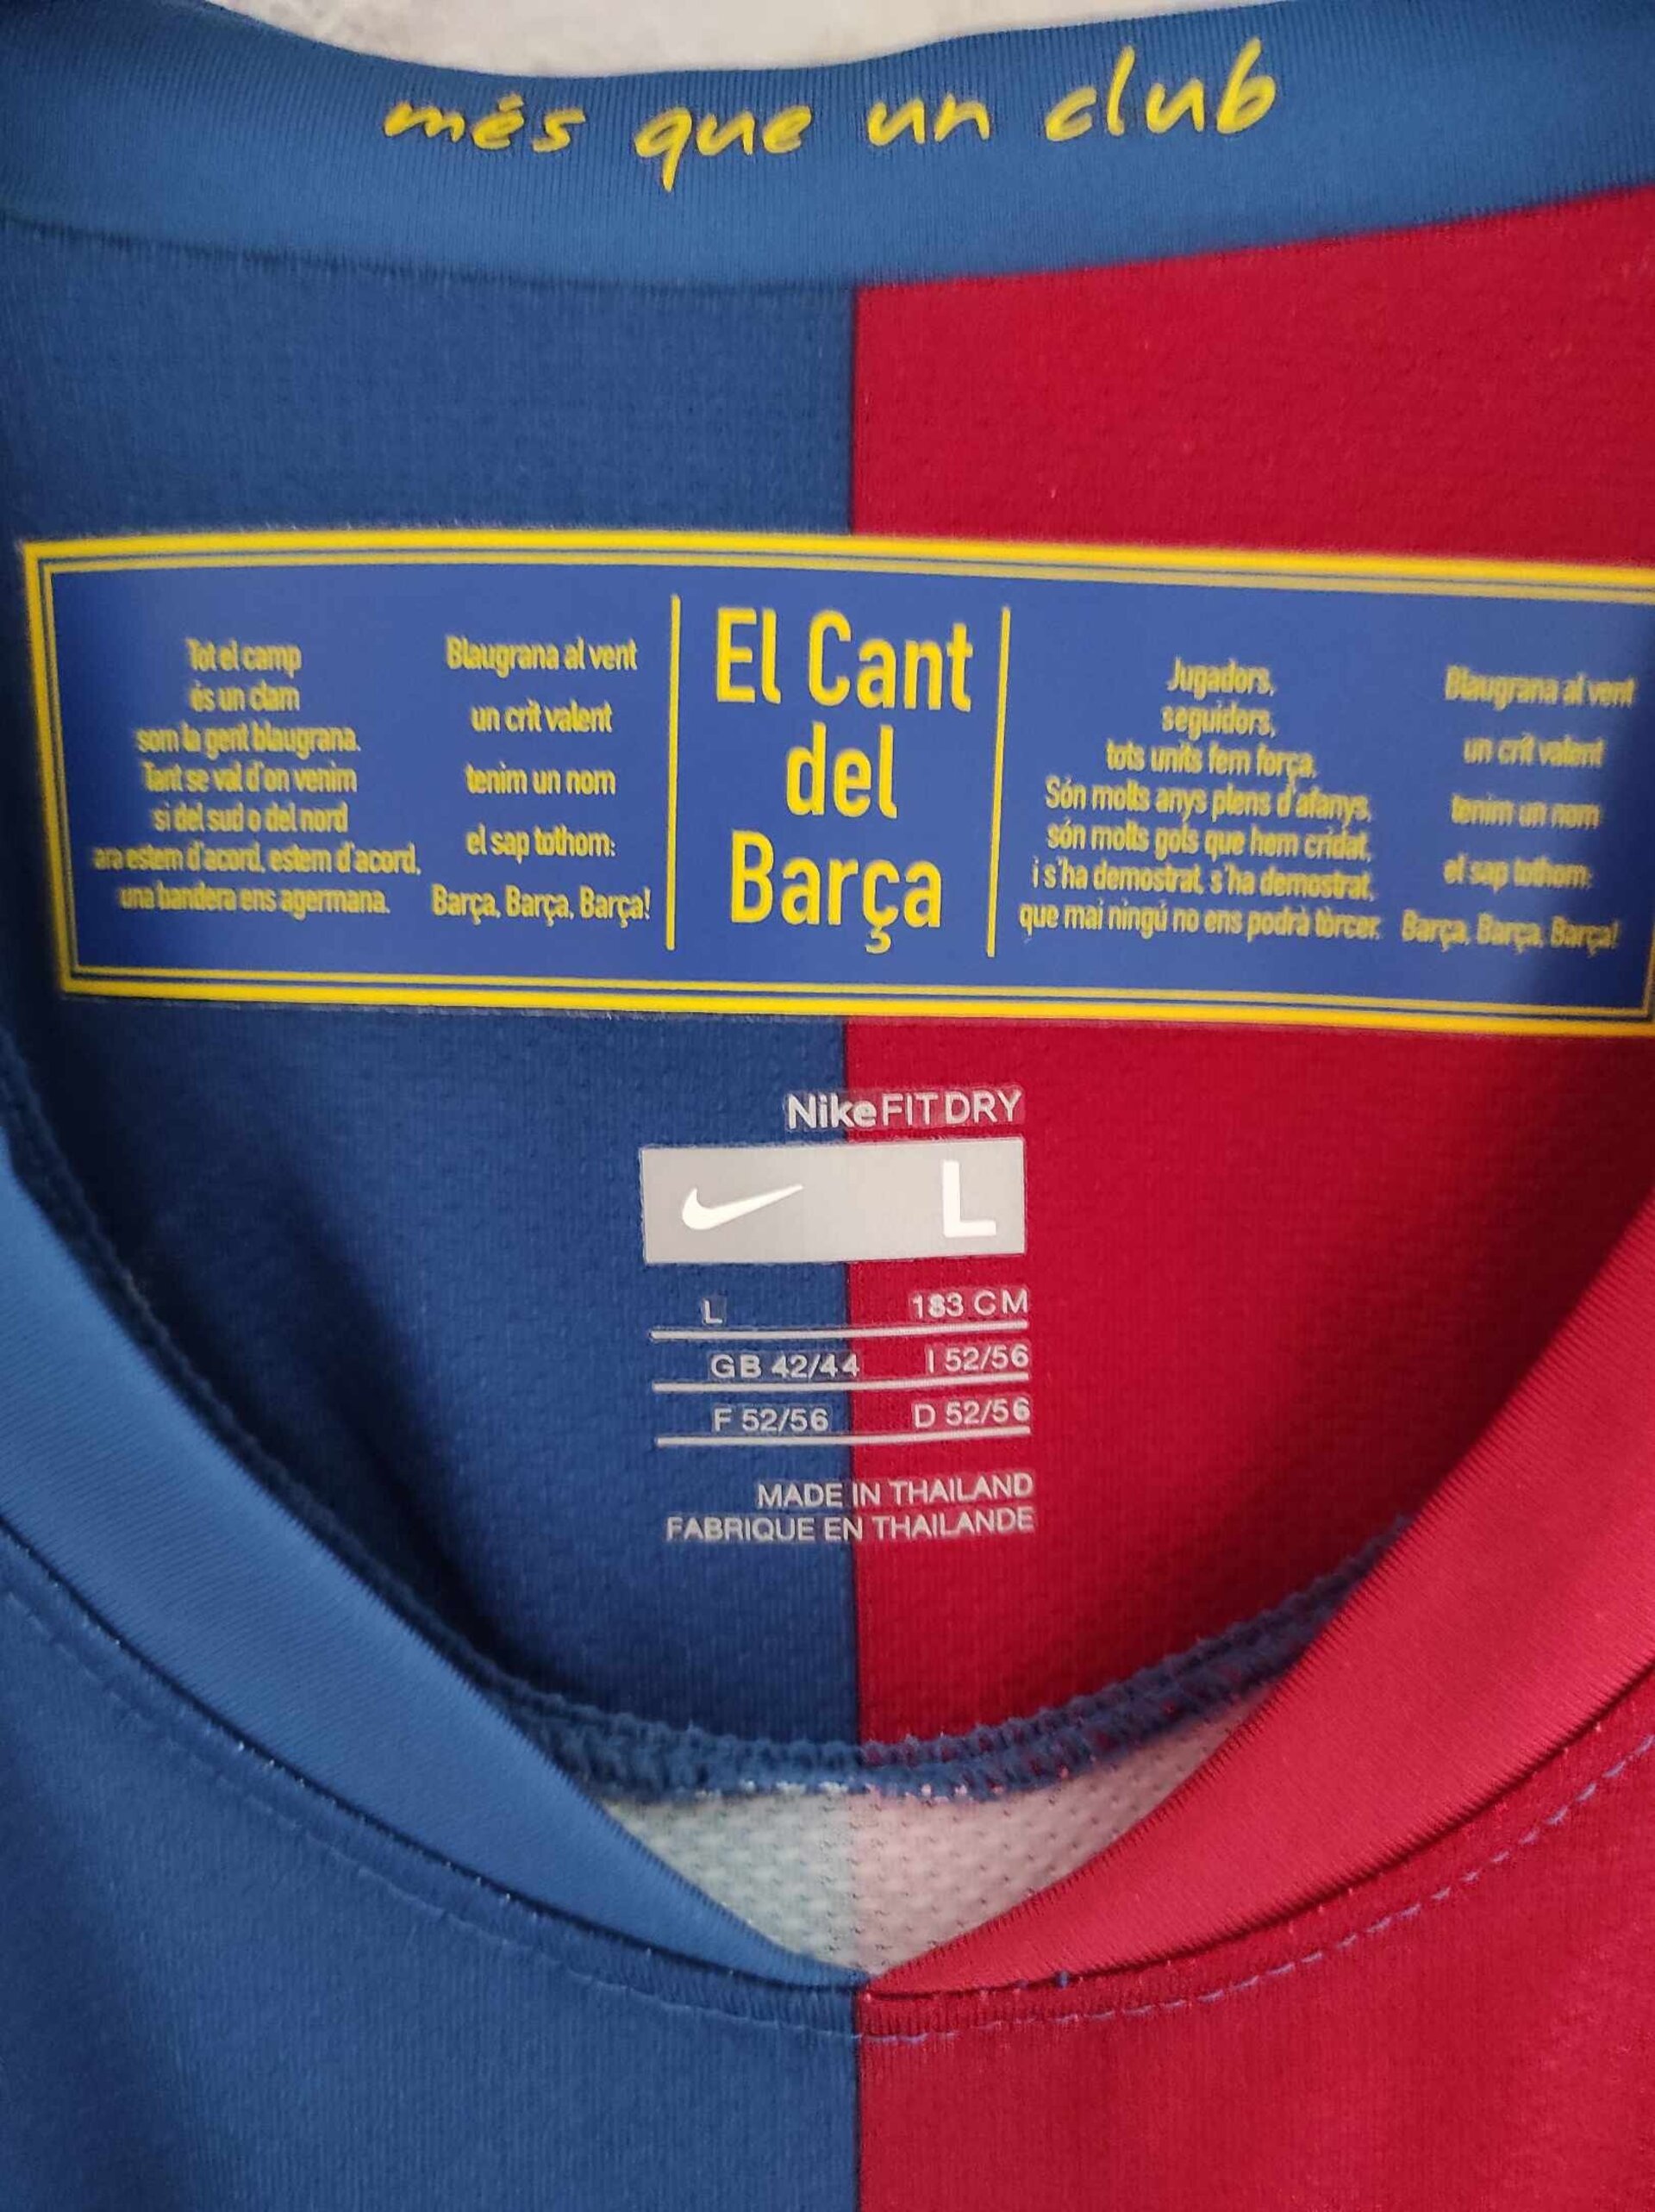 més que un club
Tot el camp
és un clam
som la gent blaugrana.
Tant se val d'on venim
si del sud o del nord
ara estem d'acord, estem d'acord,
una bandera ens agermana.
Blaugrana al vent
un crit valent
tenim un nom
el sap tothom:
Barça, Barça, Barça!
El Cant
del
Barça
Jugadors,
seguidors,
tots units fem força.
Són molts anys plens d'afanys,
són molts gols que hem cridat,
i s'ha demostrat, s'ha demostrat,
que mai ningú no ens podrà tòrcer.
Blaugrana al vent
un crit valent
tenim un nom
el sap tothom:
Barça, Barça, Barça!
NikeFITDRY
L
L 183 CM
GB 42/44 I 52/56
F 52/56 D 52/56
MADE IN THAILAND
FABRIQUE EN THAILANDE